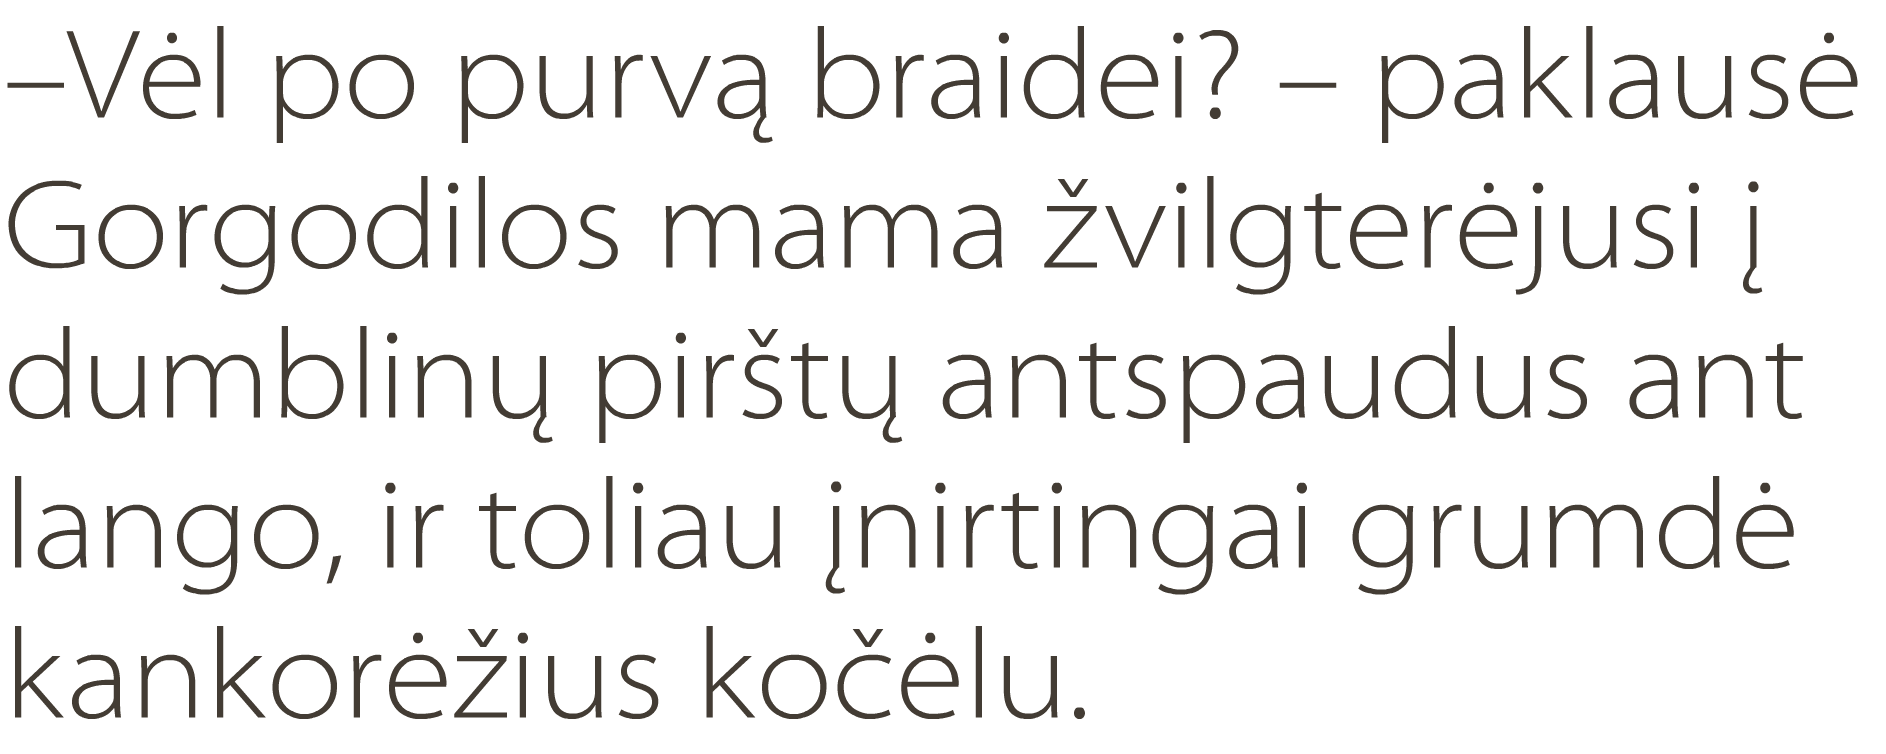 –Vėl po purvą braidei? – paklausė
Gorgodilos mama žvilgterėjusi į
dumblinų pirštų antspaudus ant
lango, ir toliau įnirtingai grumdė
kankorėžius kočėlu.